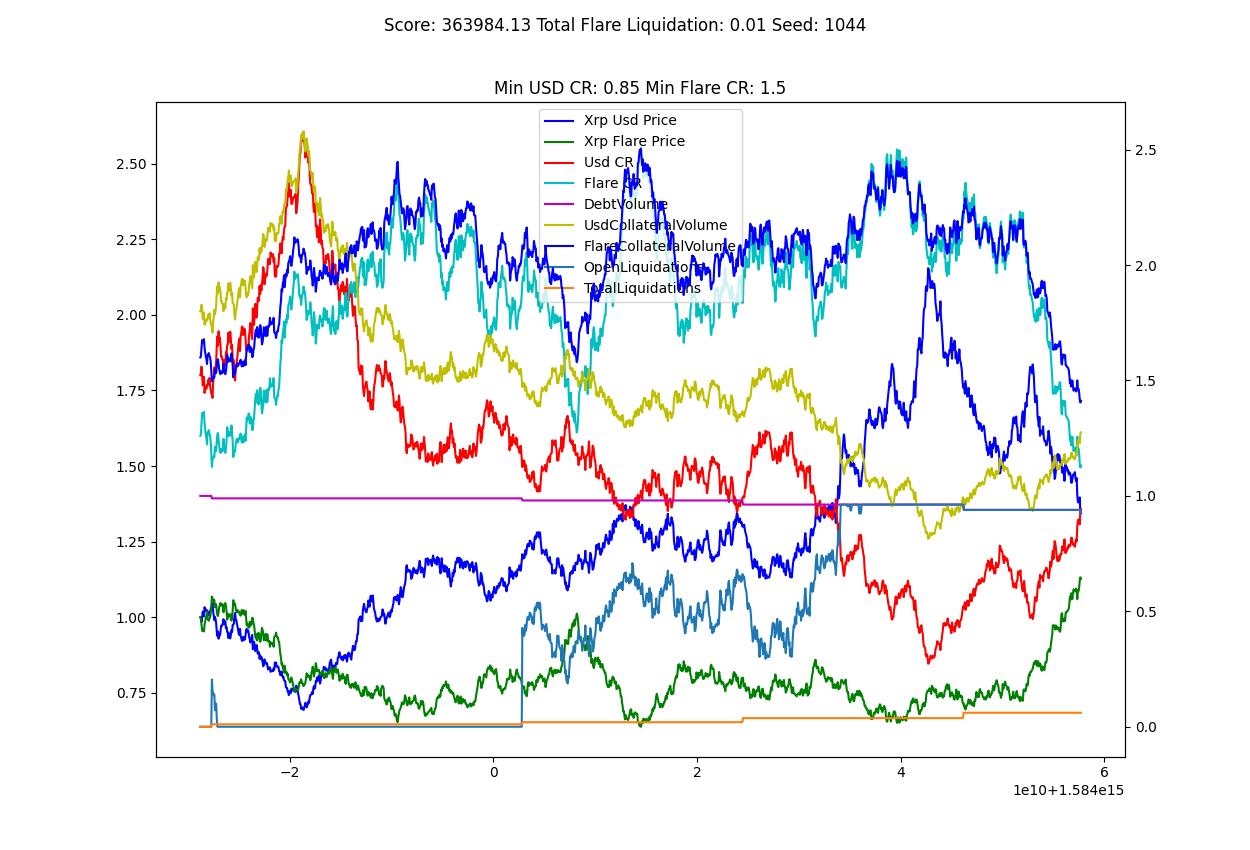 Score: 363984.13 Total Flare Liquidation: 0.01 Seed: 1044
Min USD CR: 0.85 Min Flare CR: 1.5
Xrp Usd Price
Xrp Flare Price
Usd CR
Flare CR
DebtVolume
UsdCollateralVolume
FlareCollateralVolume
OpenLiquidations
TotalLiquidations
2.50
2.25
2.00
1.75
1.50
1.25
1.00
0.75
2.5
2.0
1.5
1.0
0.5
0.0
−2 0 2 4 6
1e10+1.584e15